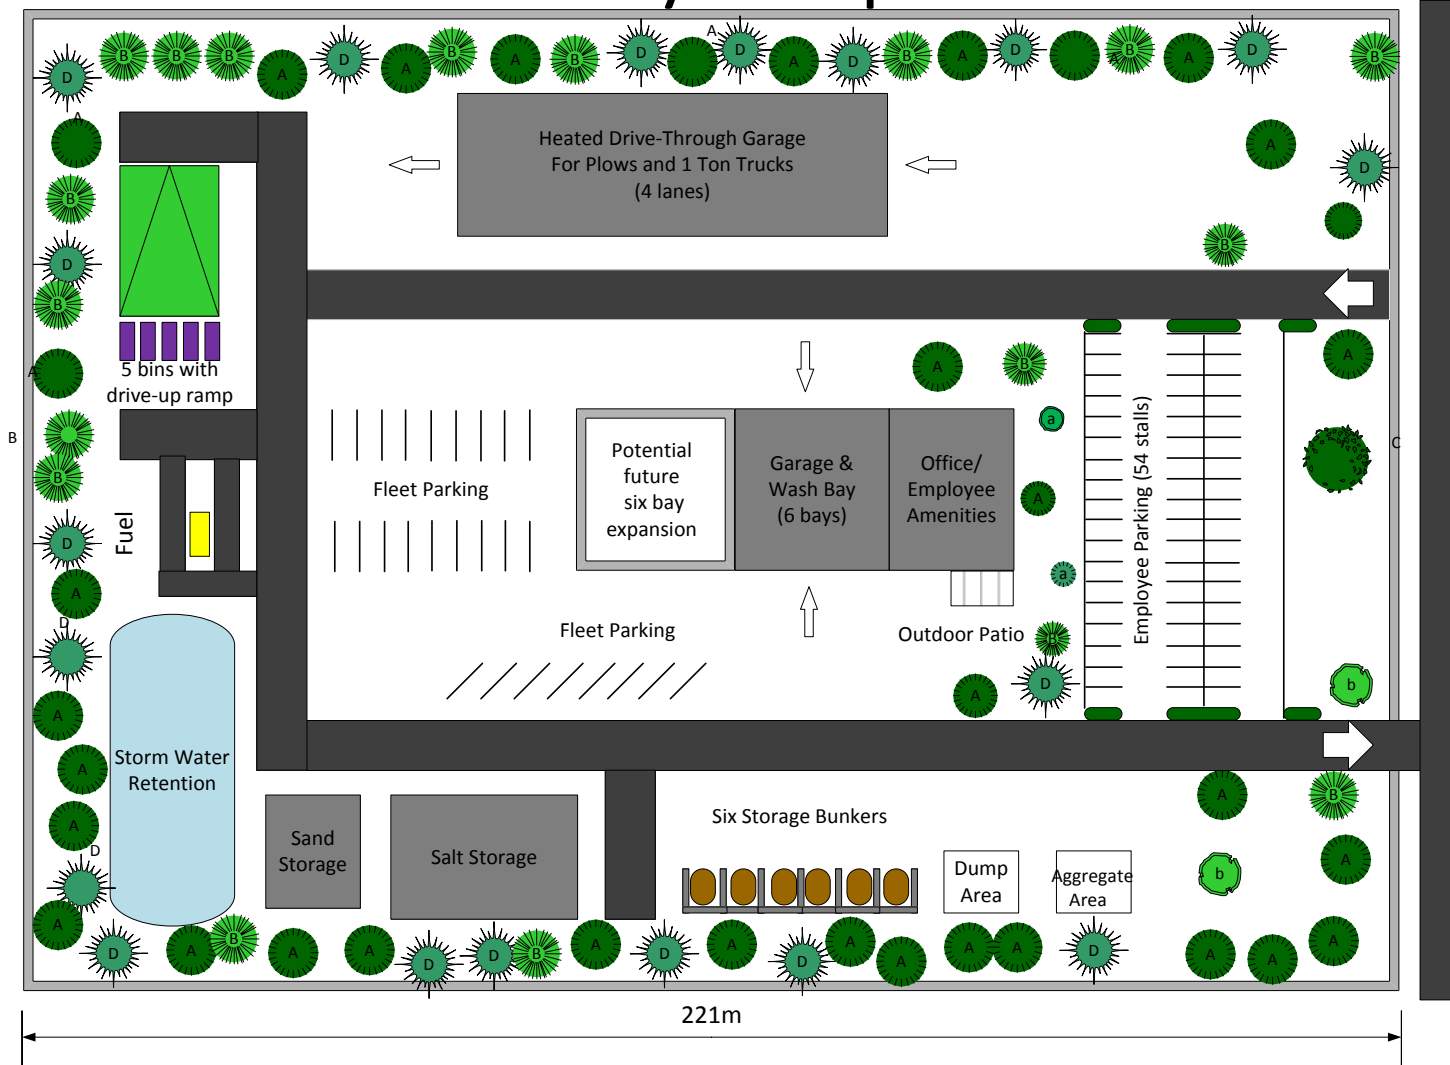 A
D
B
B
B
A
D
A
B
A
B
D
D
A
D
B
A
D
A
B
A
D
B
A
Heated Drive-Through Garage
For Plows and 1 Ton Trucks
(4 lanes)
A
D
B
B
D
B
A
5 bins with
drive-up ramp
A
B
A
B
Potential
future
six bay
expansion
Garage &
Wash Bay
(6 bays)
Office/
Employee
Amenities
a
A
a
Employee Parking (54 stalls)
C
B
Fleet Parking
Fuel
D
A
D
Fleet Parking
Outdoor Patio
B
D
A
b
A
A
A
D
Storm Water
Retention
Sand
Storage
Salt Storage
Six Storage Bunkers
Dump
Area
Aggregate
Area
A
B
b
A
A
D
A
B
A
A
D
D
B
A
D
A
D
A
A
A
A
D
A
A
A
221m